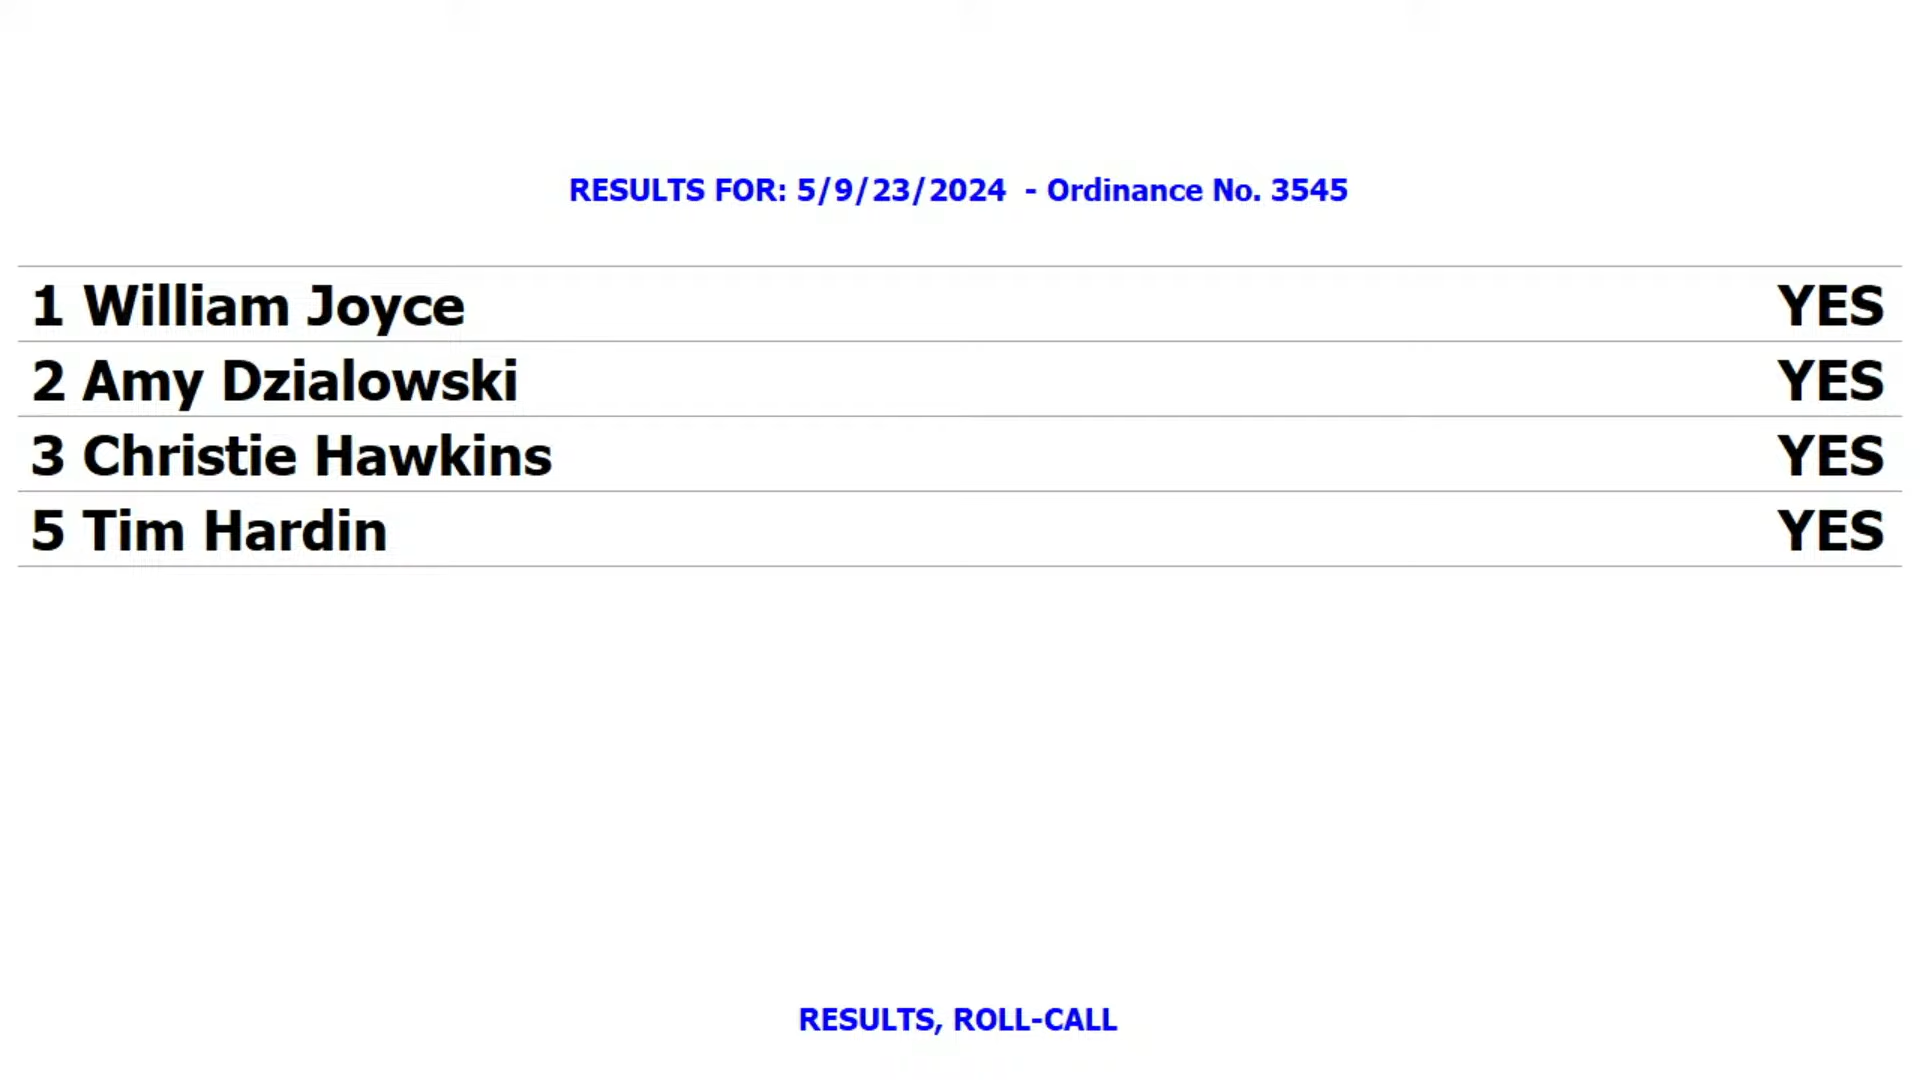 RESULTS FOR: 5/9/23/2024 - Ordinance No. 3545
1 William Joyce YES
2 Amy Dzialowski YES
3 Christie Hawkins YES
5 Tim Hardin YES
RESULTS, ROLL-CALL